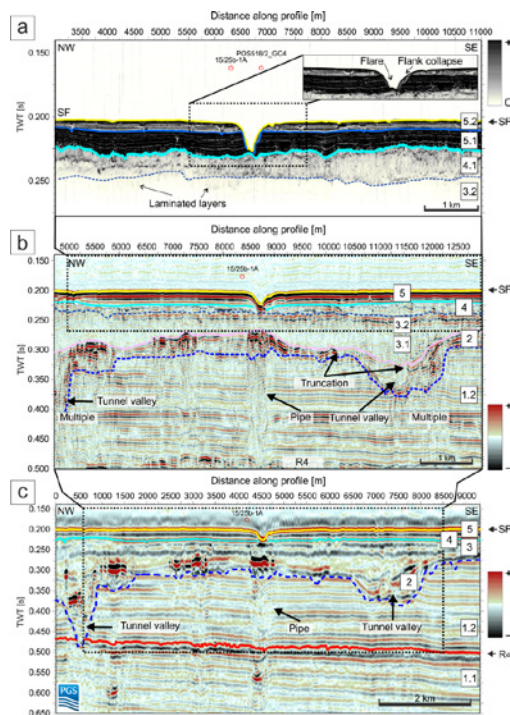 a
Distance along profile [m]
3500 4000 4500 5000 5500 6000 6500 7000 7500 8000 8500 9000 9500 10000 11000
NW
SE
POS518/2_GC4
15/25b-1A
Flare
Flank collapse
0.150
0.200
0.250
TWT [s]
SF
SF
5.2
5.1
4.1
3.2
Laminated layers
1 km
b
Distance along profile [m]
5000 5500 6500 7000 7500 8000 8500 9000 9500 10000 11000 12000
NW
SE
15/25b-1A
0.150
0.200
0.250
0.300
0.350
0.400
0.450
0.500
TWT [s]
SF
5
4
3.2
3.1
2
1.2
Truncation
Tunnel valley
Multiple
Pipe
Tunnel valley
Multiple
R4
1 km
c
Distance along profile [m]
0 500 1500 2000 2500 3000 3500 4000 4500 5000 5500 6000 6500 7000 7500 8000 8500 9000
NW
SE
15/25b-1A
0.150
0.200
0.250
0.300
0.350
0.400
0.450
0.500
0.550
0.600
0.650
TWT [s]
SF
5
4
3
2
1.2
1.1
Tunnel valley
Pipe
Tunnel valley
R4
2 km
PGS